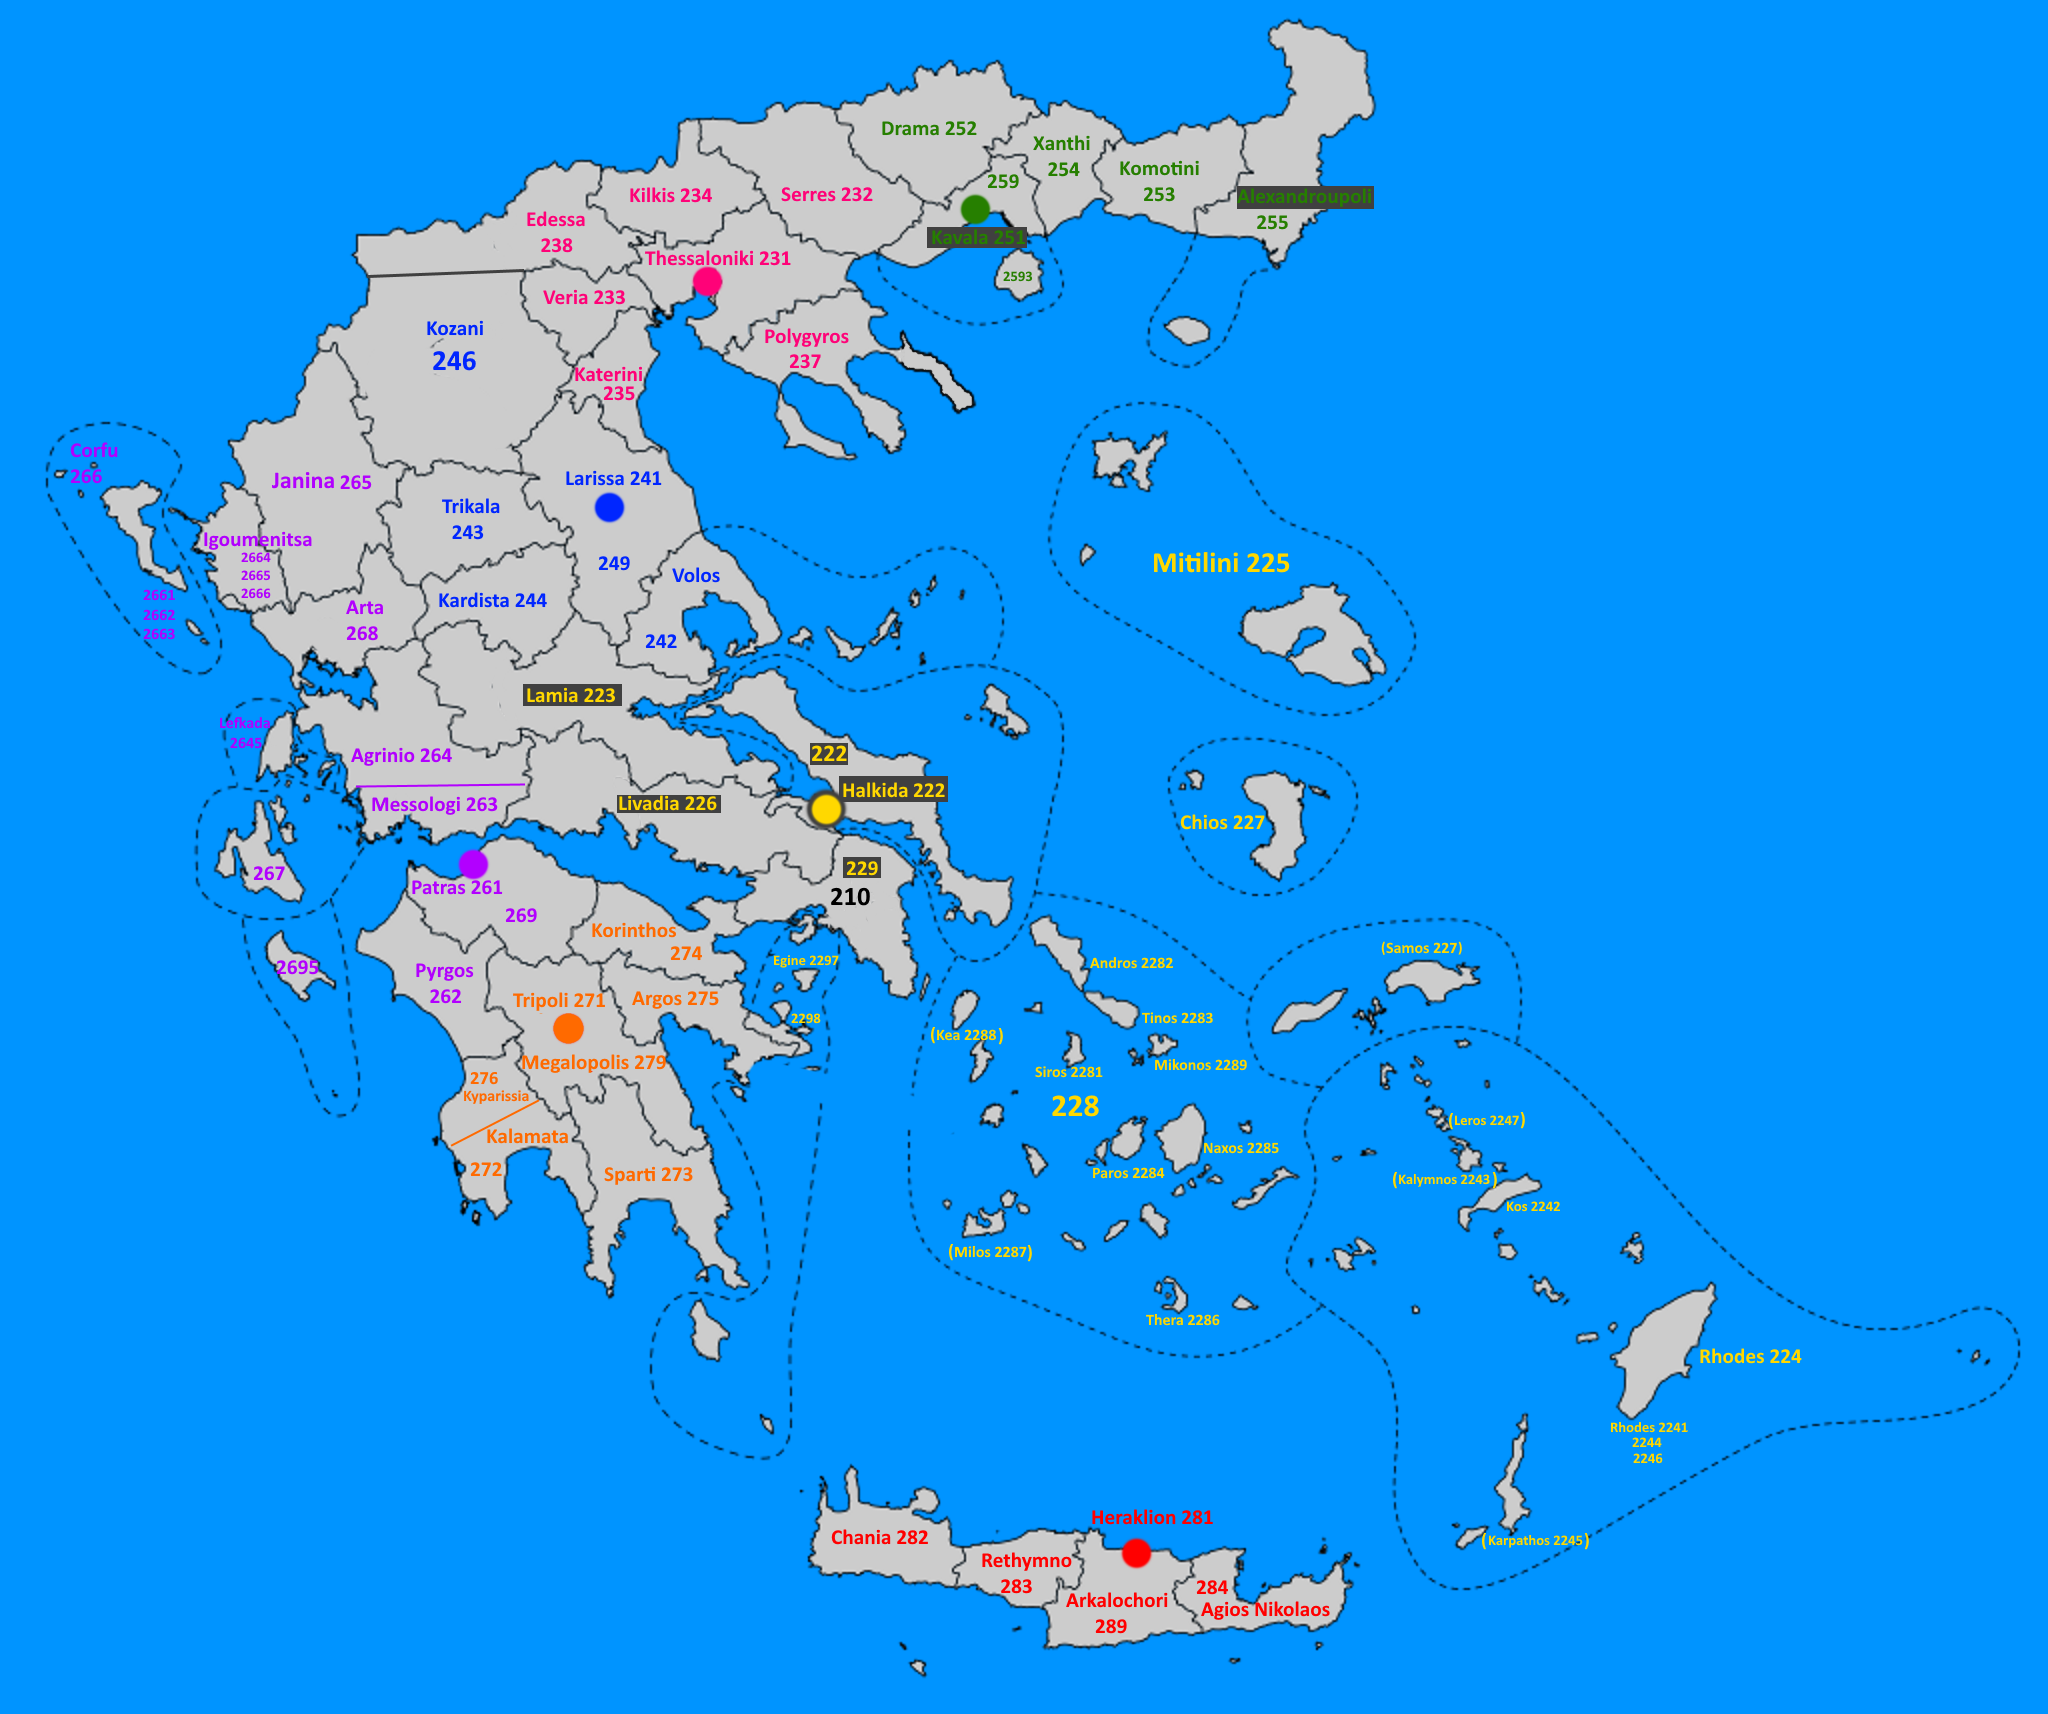 Drama 252
Xanthi
254
Komotini
253
Alexandroupoli
255
259
Kavala 251
2593
Kilkis 234
Serres 232
Edessa
238
Thessaloniki 231
Veria 233
Polygyros
237
Katerini
235
Kozani
246
Larissa 241
249
Trikala
243
Kardista 244
Volos
242
Corfu
266
Janina 265
Igoumenitsa
2664
2665
2666
2661
2662
2663
Arta
268
Lefkada
2645
Agrinio 264
Messologi 263
267
Patras 261
269
2695
Pyrgos
262
Lamia 223
222
Halkida 222
Livadia 226
229
210
Mitilini 225
Chios 227
(Samos 227)
Korinthos
274
Tripoli 271
Argos 275
Megalopolis 279
276
Kyparissia
Kalamata
272
Sparti 273
Egine 2297
2298
Andros 2282
Tinos 2283
(Kea 2288)
Siros 2281
Mikonos 2289
228
Paros 2284
Naxos 2285
(Milos 2287)
Thera 2286
(Leros 2247)
(Kalymnos 2243)
Kos 2242
Rhodes 224
Rhodes 2241
2244
2246
(Karpathos 2245)
Heraklion 281
Chania 282
Rethymno
283
Arkalochori
289
284
Agios Nikolaos